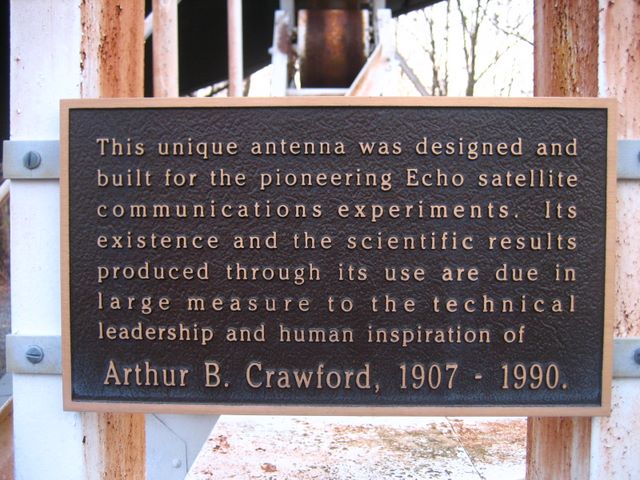 This unique antenna was designed and
built for the pioneering Echo satellite
communications experiments. Its
existence and the scientific results
produced through its use are due in
large measure to the technical
leadership and human inspiration of
Arthur B. Crawford, 1907 - 1990.